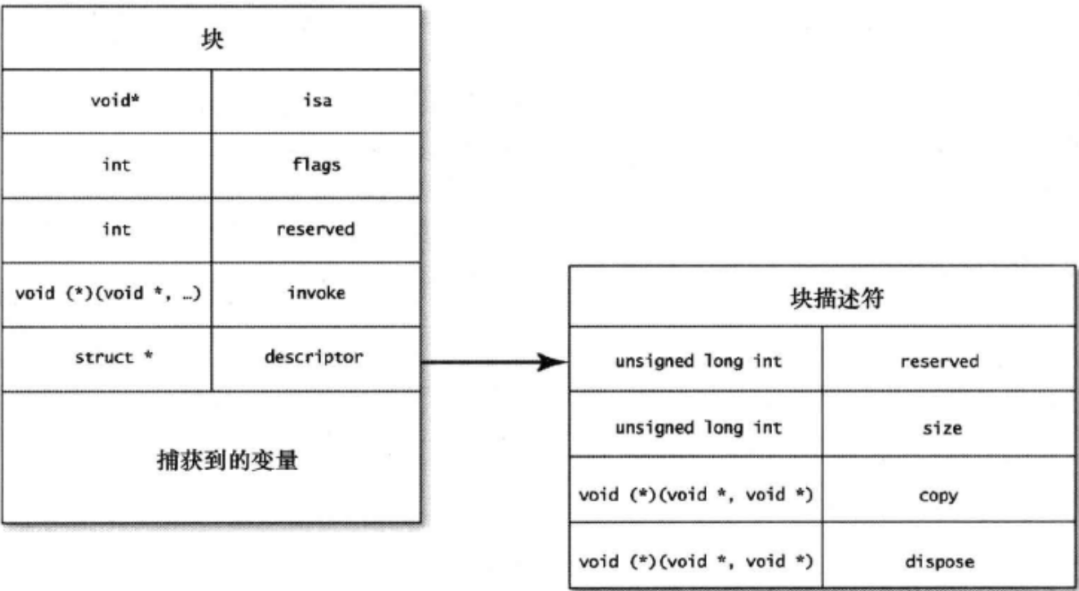 块
void* isa
int flags
int reserved
void (*)(void *, …) invoke
struct * descriptor
捕获到的变量
块描述符
unsigned long int reserved
unsigned long int size
void (*)(void *, void *) copy
void (*)(void *, void *) dispose